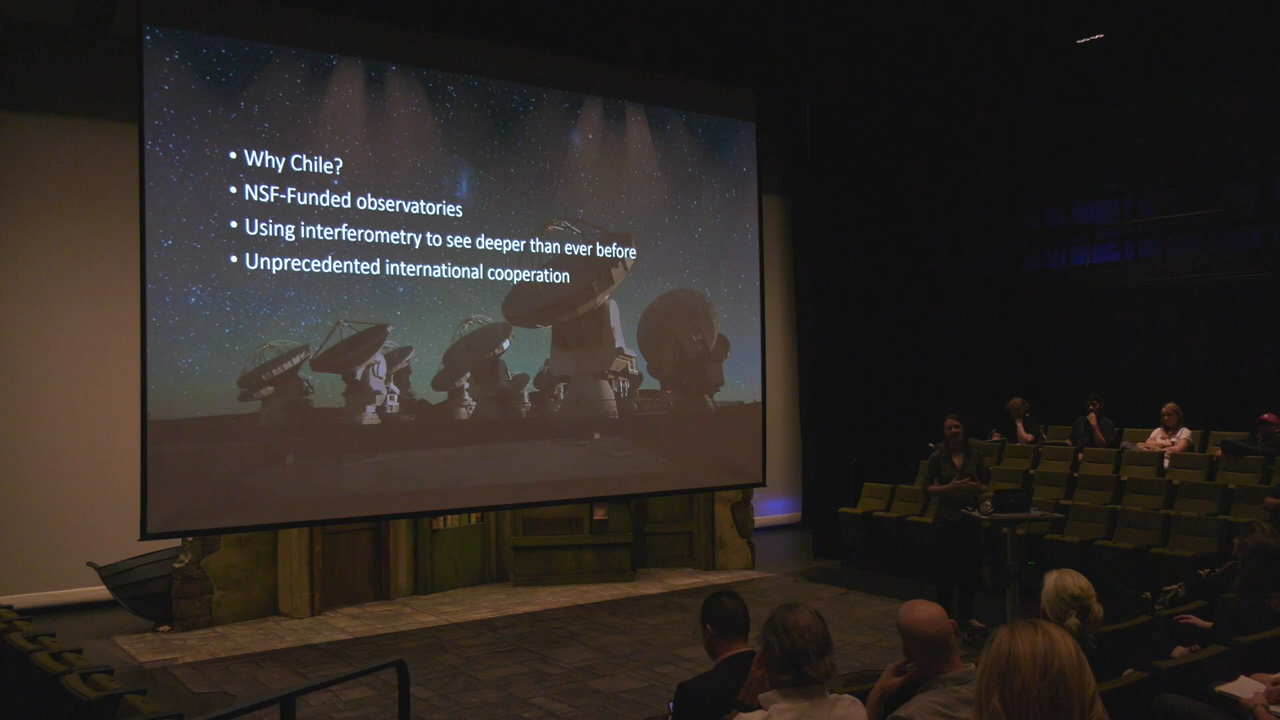 • Why Chile?
• NSF-Funded observatories
• Using interferometry to see deeper than ever before
• Unprecedented international cooperation